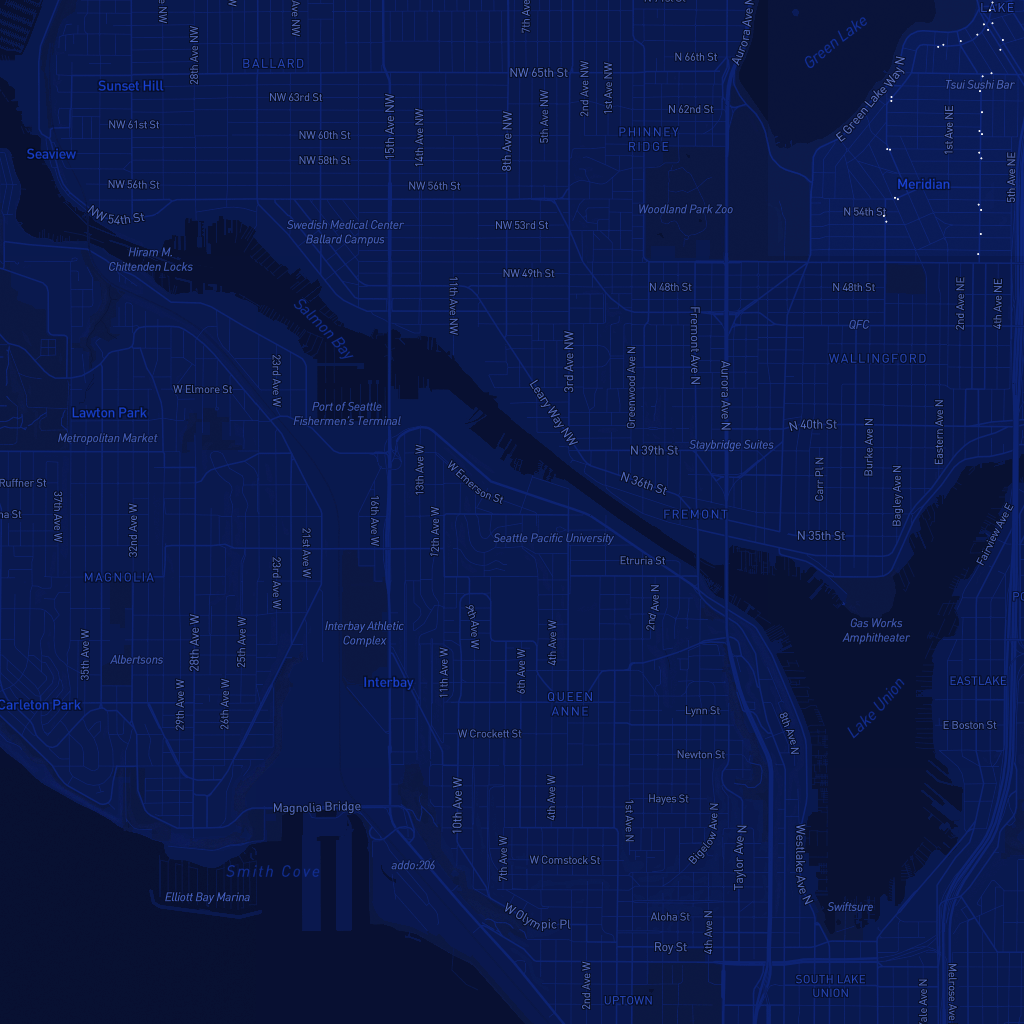 LAKE
7th Ave
Aurora Ave N
Green Lake
N 66th St
28th Ave NW
BALLARD
NW 65th St
Sunset Hill
2nd Ave NW
1st Ave NW
Tsui Sushi Bar
NW 63rd St
5th Ave NW
N 62nd St
E Green Lake Way N
NW 61st St
15th Ave NW
14th Ave NW
8th Ave NW
NW 60th St
PHINNEY
RIDGE
1st Ave NE
Seaview
NW 58th St
NW 56th St
NW 56th St
Meridian
5th Ave NE
NW 54th St
Woodland Park Zoo
N 54th St
Swedish Medical Center
Ballard Campus
NW 53rd St
Hiram M.
Chittenden Locks
NW 49th St
N 48th St
N 48th St
11th Ave NW
2nd Ave NE
4th Ave NE
Salmon Bay
QFC
Fremont Ave N
WALLINGFORD
3rd Ave NW
23rd Ave W
Greenwood Ave N
Aurora Ave N
W Elmore St
Leary Way NW
Lawton Park
Port of Seattle
Fishermen's Terminal
N 40th St
Burke Ave N
Eastern Ave N
Metropolitan Market
Staybridge Suites
N 39th St
13th Ave W
W Emerson St
N 36th St
Carr Pl N
Bagley Ave N
Ruffner St
37th Ave W
32nd Ave W
16th Ave W
FREMONT
12th Ave W
Fairview Ave E
21st Ave W
Seattle Pacific University
N 35th St
Etruria St
MAGNOLIA
23rd Ave W
2nd Ave N
9th Ave W
Interbay Athletic
Complex
Gas Works
Amphitheater
28th Ave W
25th Ave W
4th Ave W
35th Ave W
Albertsons
11th Ave W
6th Ave W
Interbay
EASTLAKE
Carleton Park
29th Ave W
26th Ave W
QUEEN
ANNE
Lynn St
Lake Union
8th Ave N
E Boston St
W Crockett St
Newton St
4th Ave W
10th Ave W
Hayes St
Magnolia Bridge
1st Ave N
Bigelow Ave N
Taylor Ave N
Westlake Ave N
7th Ave W
W Comstock St
addo:206
Smith Cove
Elliott Bay Marina
Swiftsure
W Olympic Pl
Aloha St
4th Ave N
Roy St
2nd Ave W
Melrose Ave
SOUTH LAKE
UNION
UPTOWN